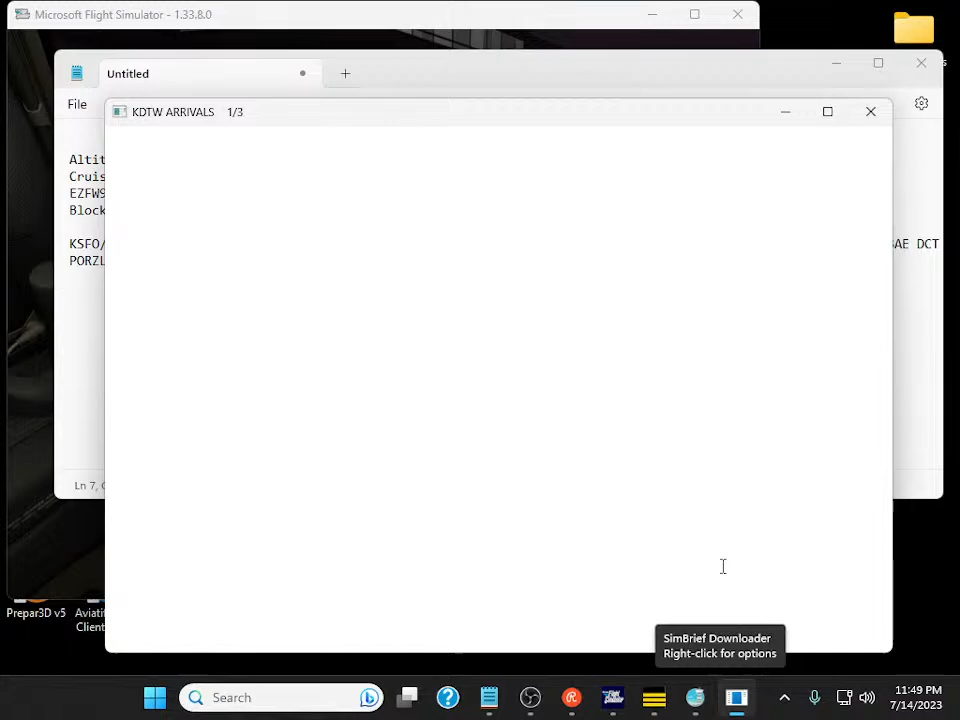 Microsoft Flight Simulator - 1.33.8.0
Untitled
File
KDTW ARRIVALS 1/3
Altit
Cruis
EZFW9
Block
KSFO/
AE DCT
PORZL
Ln 7,
Prepar3D v5
Aviati
Client
SimBrief Downloader
Right-click for options
Search
11:49 PM
7/14/2023